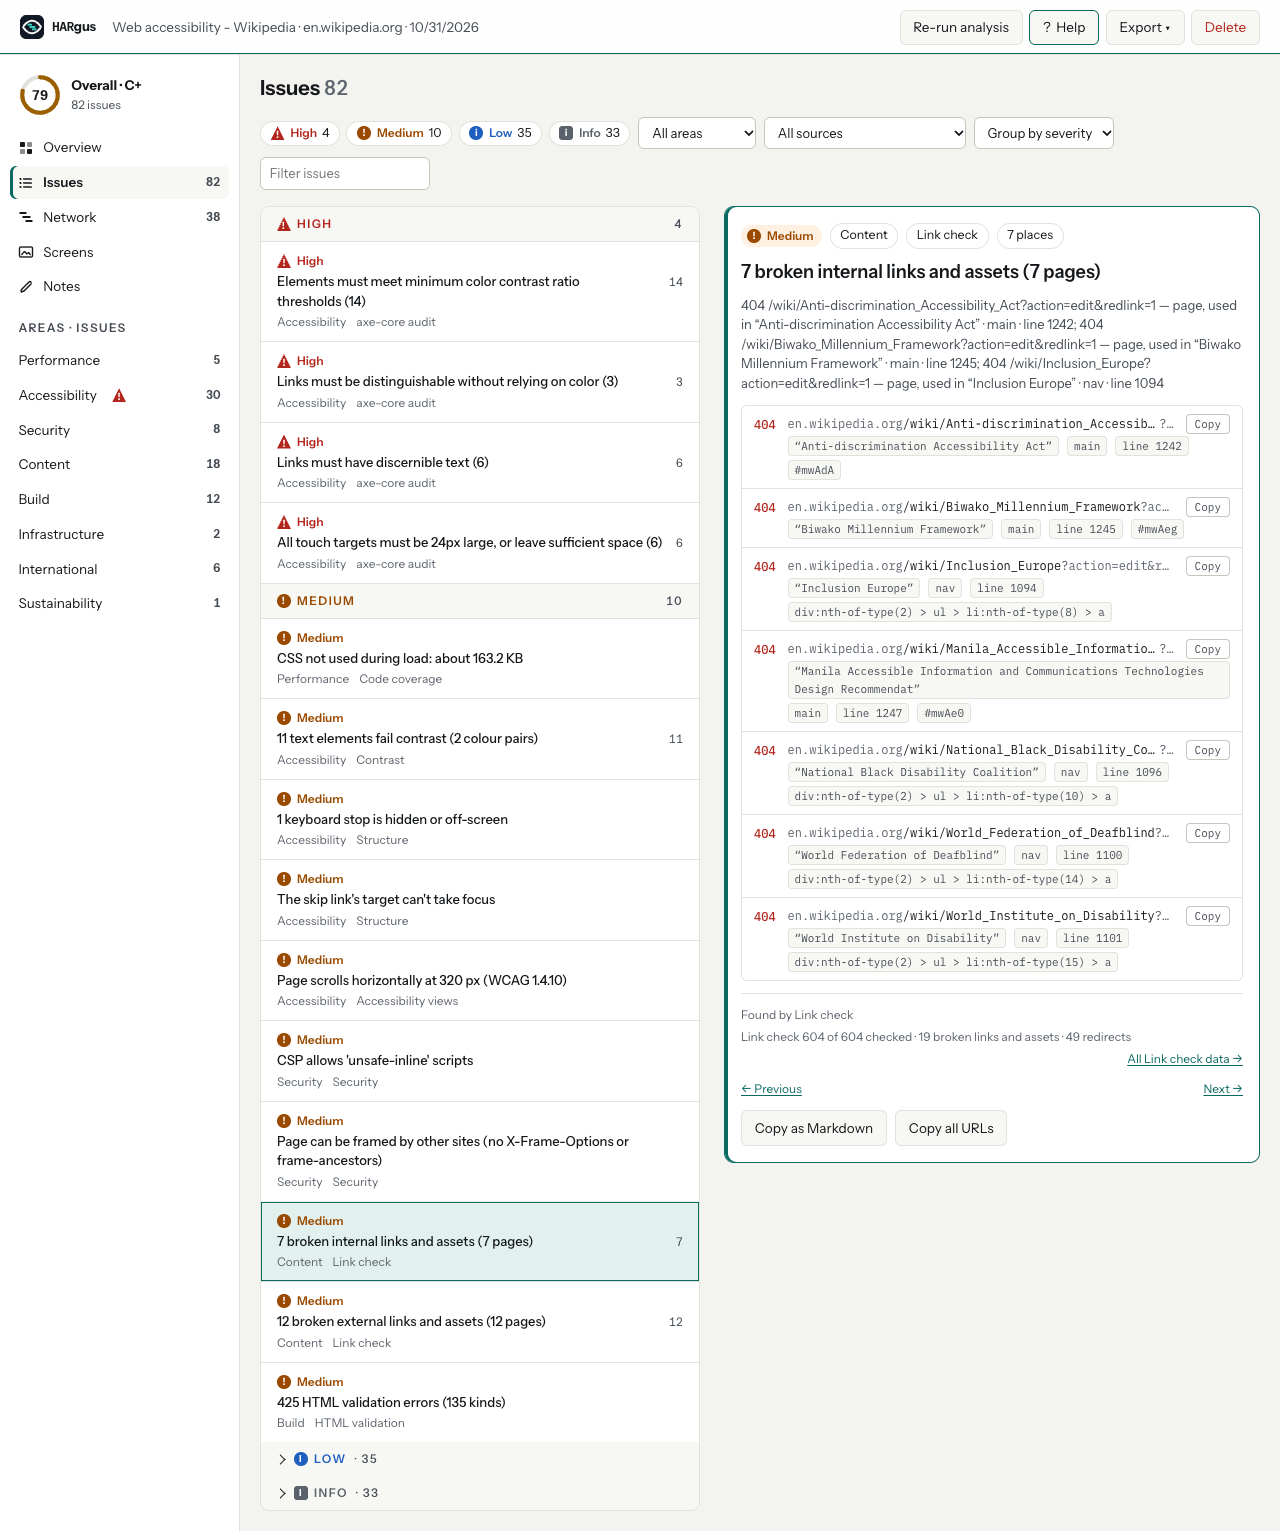 HARgus Web accessibility - Wikipedia · en.wikipedia.org · 10/31/2026 Re-run analysis ? Help Export ▾ Delete
79 Overall · C+
82 issues
Overview
Issues 82
Network 38
Screens
Notes
AREAS · ISSUES
Performance 5
Accessibility 30
Security 8
Content 18
Build 12
Infrastructure 2
International 6
Sustainability 1
Issues 82
High 4 Medium 10 Low 35 Info 33 All areas All sources Group by severity
Filter issues
HIGH 4
High
Elements must meet minimum color contrast ratio
thresholds (14) 14
Accessibility axe-core audit
High
Links must be distinguishable without relying on color (3) 3
Accessibility axe-core audit
High
Links must have discernible text (6) 6
Accessibility axe-core audit
High
All touch targets must be 24px large, or leave sufficient space (6) 6
Accessibility axe-core audit
MEDIUM 10
Medium
CSS not used during load: about 163.2 KB
Performance Code coverage
Medium
11 text elements fail contrast (2 colour pairs) 11
Accessibility Contrast
Medium
1 keyboard stop is hidden or off-screen
Accessibility Structure
Medium
The skip link's target can't take focus
Accessibility Structure
Medium
Page scrolls horizontally at 320 px (WCAG 1.4.10)
Accessibility Accessibility views
Medium
CSP allows 'unsafe-inline' scripts
Security Security
Medium
Page can be framed by other sites (no X-Frame-Options or
frame-ancestors)
Security Security
Medium
7 broken internal links and assets (7 pages) 7
Content Link check
Medium
12 broken external links and assets (12 pages) 12
Content Link check
Medium
425 HTML validation errors (135 kinds)
Build HTML validation
LOW · 35
INFO · 33
Medium Content Link check 7 places
7 broken internal links and assets (7 pages)
404 /wiki/Anti-discrimination_Accessibility_Act?action=edit&redlink=1 — page, used
in “Anti-discrimination Accessibility Act” · main · line 1242; 404
/wiki/Biwako_Millennium_Framework?action=edit&redlink=1 — page, used in “Biwako
Millennium Framework” · main · line 1245; 404 /wiki/Inclusion_Europe?
action=edit&redlink=1 — page, used in “Inclusion Europe” · nav · line 1094
404 en.wikipedia.org/wiki/Anti-discrimination_Accessib… ?… Copy
“Anti-discrimination Accessibility Act” main line 1242
#mwAdA
404 en.wikipedia.org/wiki/Biwako_Millennium_Framework?ac… Copy
“Biwako Millennium Framework” main line 1245 #mwAeg
404 en.wikipedia.org/wiki/Inclusion_Europe?action=edit&r… Copy
“Inclusion Europe” nav line 1094
div:nth-of-type(2) > ul > li:nth-of-type(8) > a
404 en.wikipedia.org/wiki/Manila_Accessible_Informatio… ?… Copy
“Manila Accessible Information and Communications Technologies
Design Recommendat”
main line 1247 #mwAe0
404 en.wikipedia.org/wiki/National_Black_Disability_Co… ?… Copy
“National Black Disability Coalition” nav line 1096
div:nth-of-type(2) > ul > li:nth-of-type(10) > a
404 en.wikipedia.org/wiki/World_Federation_of_Deafblind?… Copy
“World Federation of Deafblind” nav line 1100
div:nth-of-type(2) > ul > li:nth-of-type(14) > a
404 en.wikipedia.org/wiki/World_Institute_on_Disability?… Copy
“World Institute on Disability” nav line 1101
div:nth-of-type(2) > ul > li:nth-of-type(15) > a
Found by Link check
Link check 604 of 604 checked · 19 broken links and assets · 49 redirects
All Link check data →
← Previous Next →
Copy as Markdown Copy all URLs